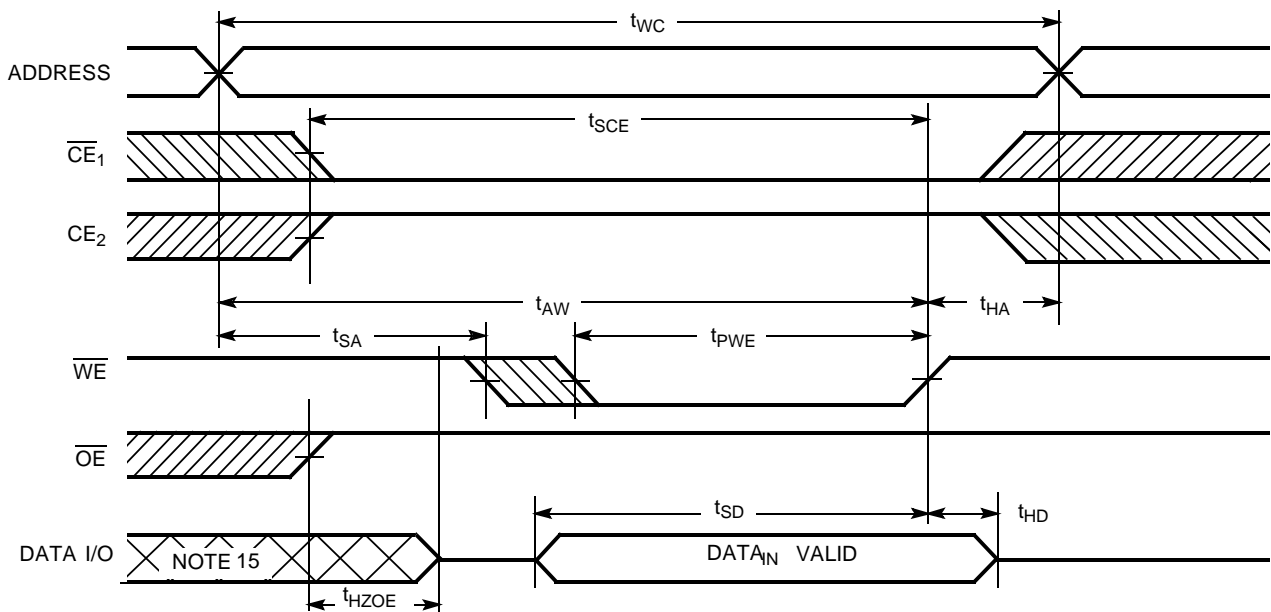 tWC
ADDRESS
tSCE
CE1
CE2
tAW
tHA
tSA
tPWE
WE
OE
tSD
tHD
DATA I/O
NOTE 15
DATAIN VALID
tHZOE